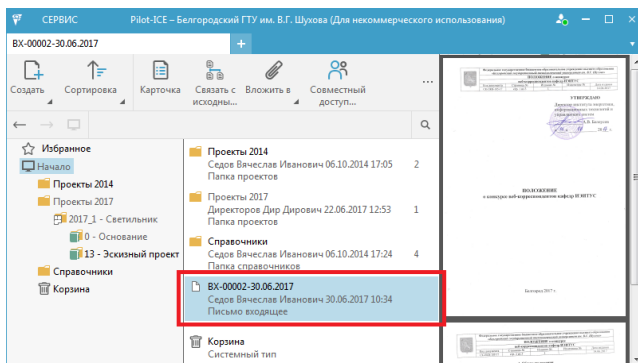 СЕРВИС
Pilot-ICE – Белгородский ГТУ им. В.Г. Шухова (Для некоммерческого использования)
ВХ-00002-30.06.2017
Создать
Сортировка
Карточка
Связать с исходны...
Вложить в
Совместный доступ...
Избранное
Начало
Проекты 2014
Проекты 2017
2017_1 - Светильник
0 - Основание
13 - Эскизный проект
Справочники
Корзина
Проекты 2014
Седов Вячеслав Иванович 06.10.2014 17:05 2
Папка проектов
Проекты 2017
Директоров Дир Дирович 22.06.2017 12:53 1
Папка проектов
Справочники
Седов Вячеслав Иванович 06.10.2014 17:24 4
Папка справочников
ВХ-00002-30.06.2017
Седов Вячеслав Иванович 30.06.2017 10:34
Письмо входящее
Корзина
Системный тип
УТВЕРЖДАЮ
ПОЛОЖЕНИЕ
о конкурсе веб-корреспондентов кафедр ИЭИТУС
Белгород 2017 г.